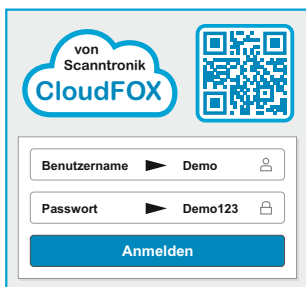 von
Scanntronik
CloudFOX
Benutzername Demo
Passwort Demo123
Anmelden